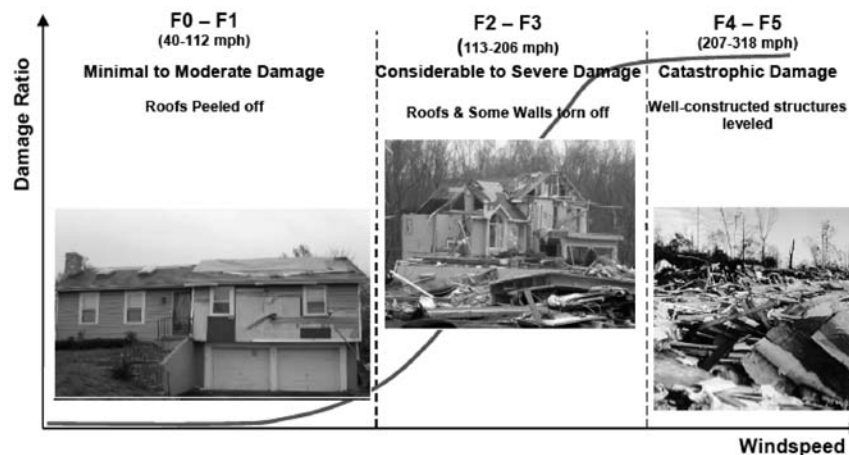 Damage Ratio
F0 – F1
(40-112 mph)
Minimal to Moderate Damage
Roofs Peeled off
F2 – F3
(113-206 mph)
Considerable to Severe Damage
Roofs & Some Walls torn off
F4 – F5
(207-318 mph)
Catastrophic Damage
Well-constructed structures
leveled
Windspeed